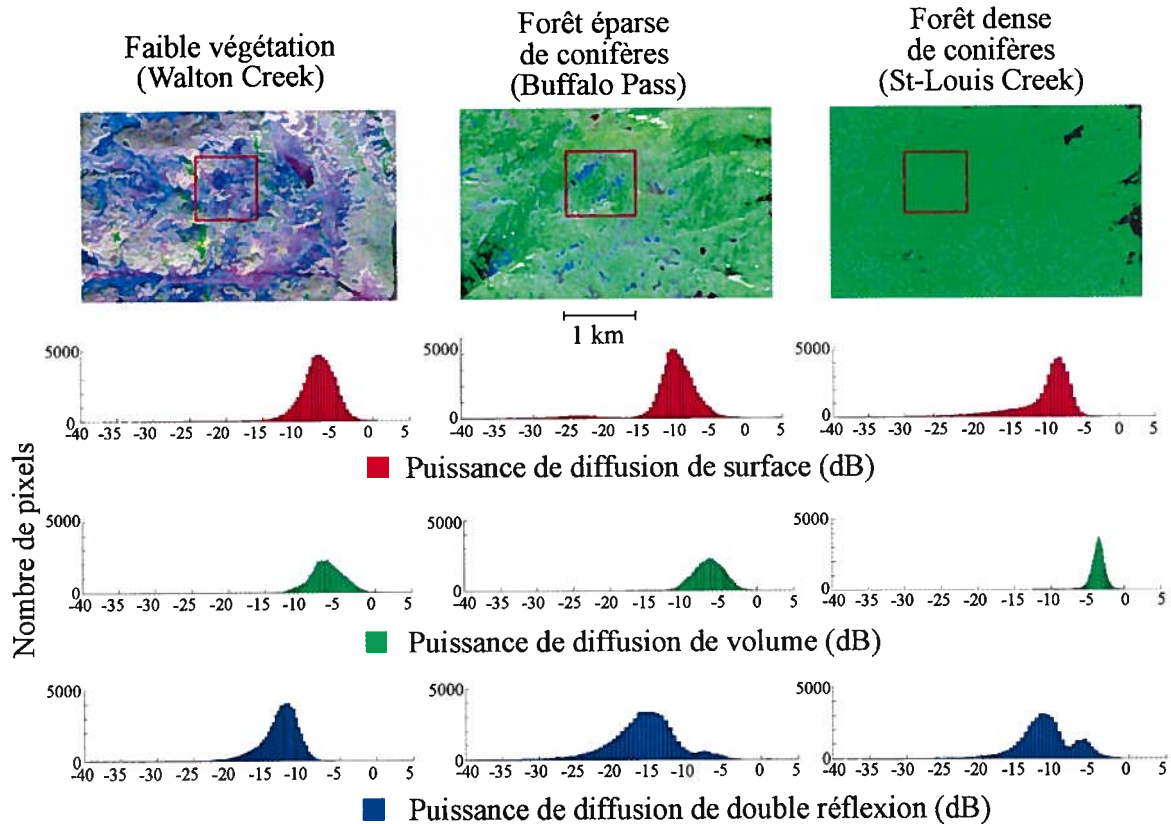 Faible végétation
(Walton Creek)
Forêt éparse
de conifères
(Buffalo Pass)
Forêt dense
de conifères
(St-Louis Creek)
1 km
Nombre de pixels
5000
0
-40 -35 -30 -25 -20 -15 -10 -5 0 5
5000
0
-40 -35 -30 -25 -20 -15 -10 -5 0 5
5000
0
-40 -35 -30 -25 -20 -15 -10 -5 0 5
Puissance de diffusion de surface (dB)
5000
0
-40 -35 -30 -25 -20 -15 -10 -5 0 5
5000
0
-40 -35 -30 -25 -20 -15 -10 -5 0 5
5000
0
-40 -35 -30 -25 -20 -15 -10 -5 0 5
Puissance de diffusion de volume (dB)
5000
0
-40 -35 -30 -25 -20 -15 -10 -5 0 5
5000
0
-40 -35 -30 -25 -20 -15 -10 -5 0 5
5000
0
-40 -35 -30 -25 -20 -15 -10 -5 0 5
Puissance de diffusion de double réflexion (dB)